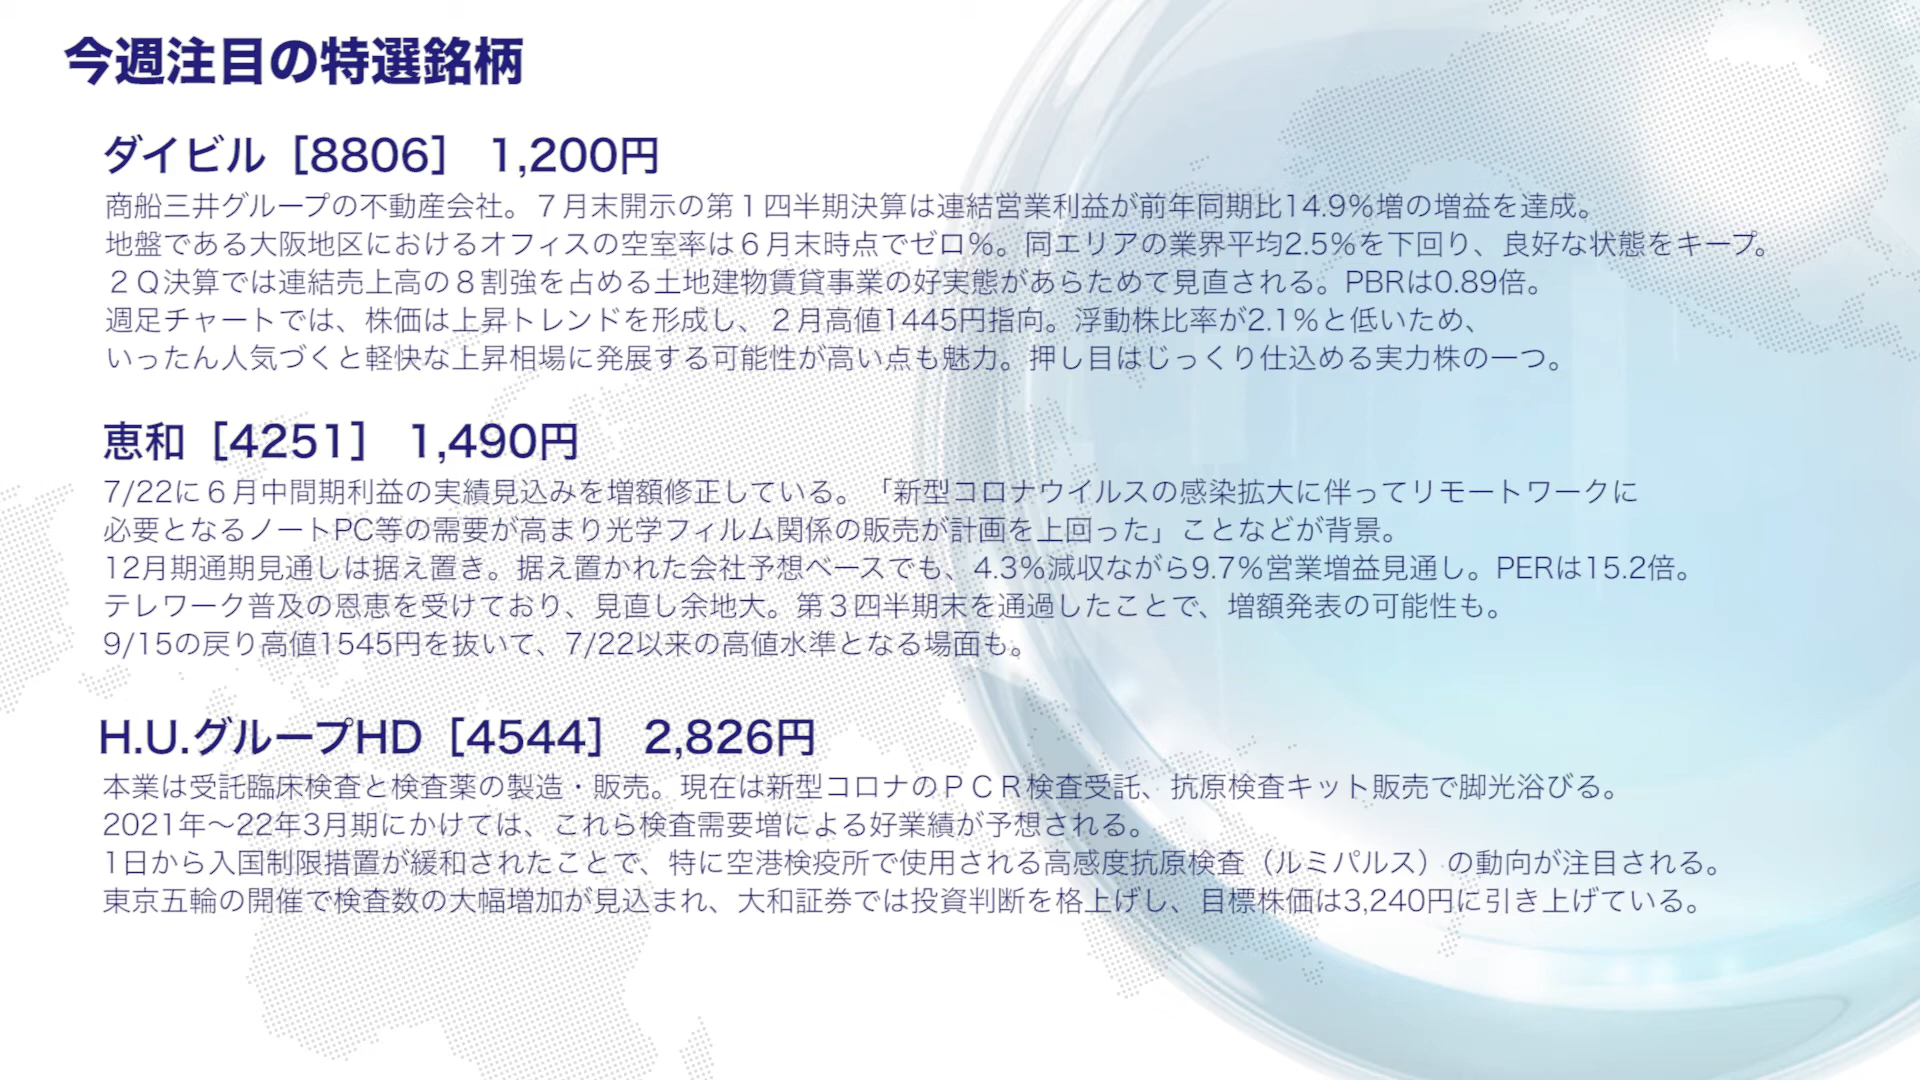 今週注目の特選銘柄
ダイビル［8806］ 1,200円
商船三井グループの不動産会社。７月末開示の第１四半期決算は連結営業利益が前年同期比14.9%増の増益を達成。
地盤である大阪地区におけるオフィスの空室率は６月末時点でゼロ％。同エリアの業界平均2.5%を下回り、良好な状態をキープ。
２Ｑ決算では連結売上高の８割強を占める土地建物賃貸事業の好実態があらためて見直される。PBRは0.89倍。
週足チャートでは、株価は上昇トレンドを形成し、２月高値1445円指向。浮動株比率が2.1%と低いため、
いったん人気づくと軽快な上昇相場に発展する可能性が高い点も魅力。押し目はじっくり仕込める実力株の一つ。
恵和［4251］ 1,490円
7/22に６月中間期利益の実績見込みを増額修正している。「新型コロナウイルスの感染拡大に伴ってリモートワークに
必要となるノートPC等の需要が高まり光学フィルム関係の販売が計画を上回った」ことなどが背景。
12月期通期見通しは据え置き。据え置かれた会社予想ベースでも、4.3%減収ながら9.7%営業増益見通し。PERは15.2倍。
テレワーク普及の恩恵を受けており、見直し余地大。第３四半期末を通過したことで、増額発表の可能性も。
9/15の戻り高値1545円を抜いて、7/22以来の高値水準となる場面も。
H.U.グループHD［4544］ 2,826円
本業は受託臨床検査と検査薬の製造・販売。現在は新型コロナのＰＣＲ検査受託、抗原検査キット販売で脚光浴びる。
2021年〜22年3月期にかけては、これら検査需要増による好業績が予想される。
1日から入国制限措置が緩和されたことで、特に空港検疫所で使用される高感度抗原検査（ルミパルス）の動向が注目される。
東京五輪の開催で検査数の大幅増加が見込まれ、大和証券では投資判断を格上げし、目標株価は3,240円に引き上げている。